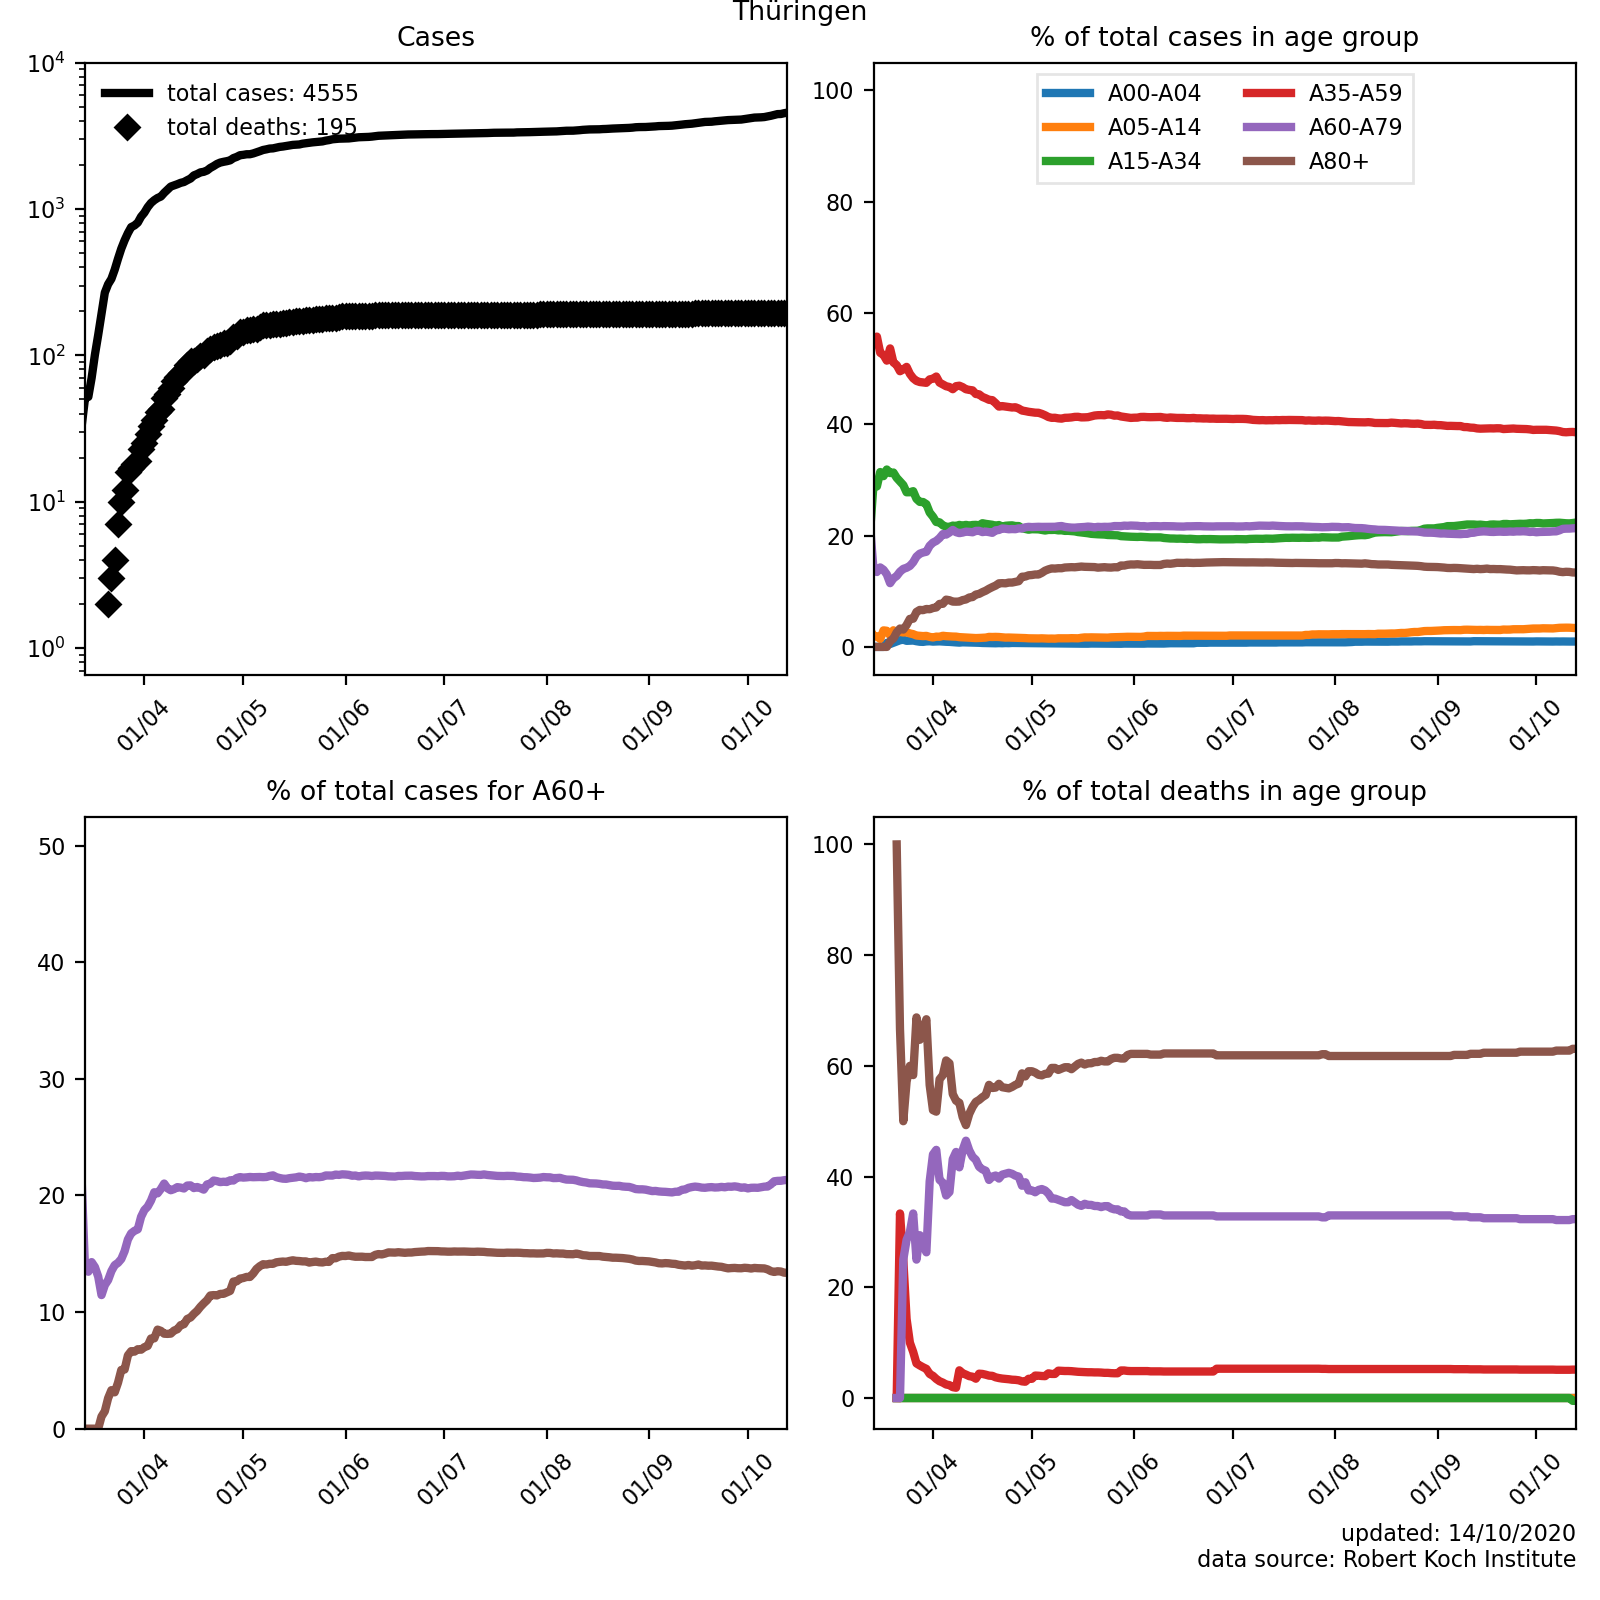 Thüringen
Cases
10^4
10^3
10^2
10^1
10^0
total cases: 4555
total deaths: 195
01/04 01/05 01/06 01/07 01/08 01/09 01/10
% of total cases in age group
100
80
60
40
20
0
A00-A04 A35-A59
A05-A14 A60-A79
A15-A34 A80+
01/04 01/05 01/06 01/07 01/08 01/09 01/10
% of total cases for A60+
50
40
30
20
10
0
01/04 01/05 01/06 01/07 01/08 01/09 01/10
% of total deaths in age group
100
80
60
40
20
0
01/04 01/05 01/06 01/07 01/08 01/09 01/10
updated: 14/10/2020
data source: Robert Koch Institute